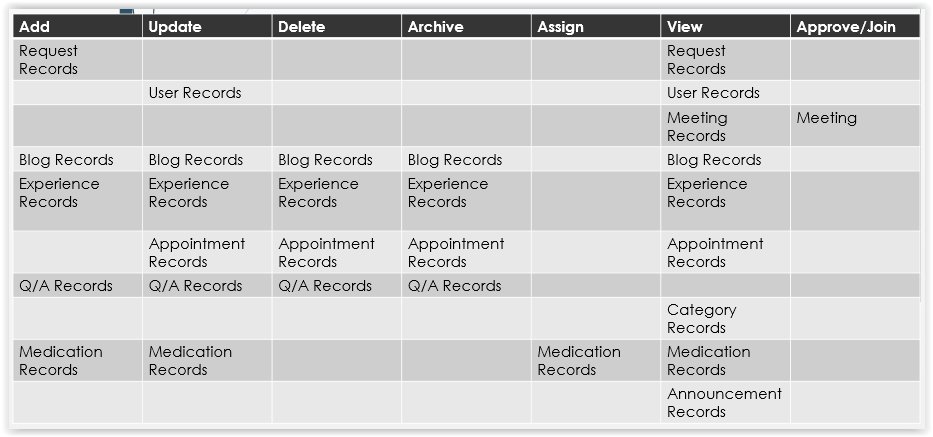 Add Update Delete Archive Assign View Approve/Join
Request Records Request Records
User Records User Records
Meeting Records Meeting
Blog Records Blog Records Blog Records Blog Records Blog Records
Experience Records Experience Records Experience Records Experience Records Experience Records
Appointment Records Appointment Records Appointment Records Appointment Records
Q/A Records Q/A Records Q/A Records Q/A Records
Category Records
Medication Records Medication Records Medication Records Medication Records
Announcement Records